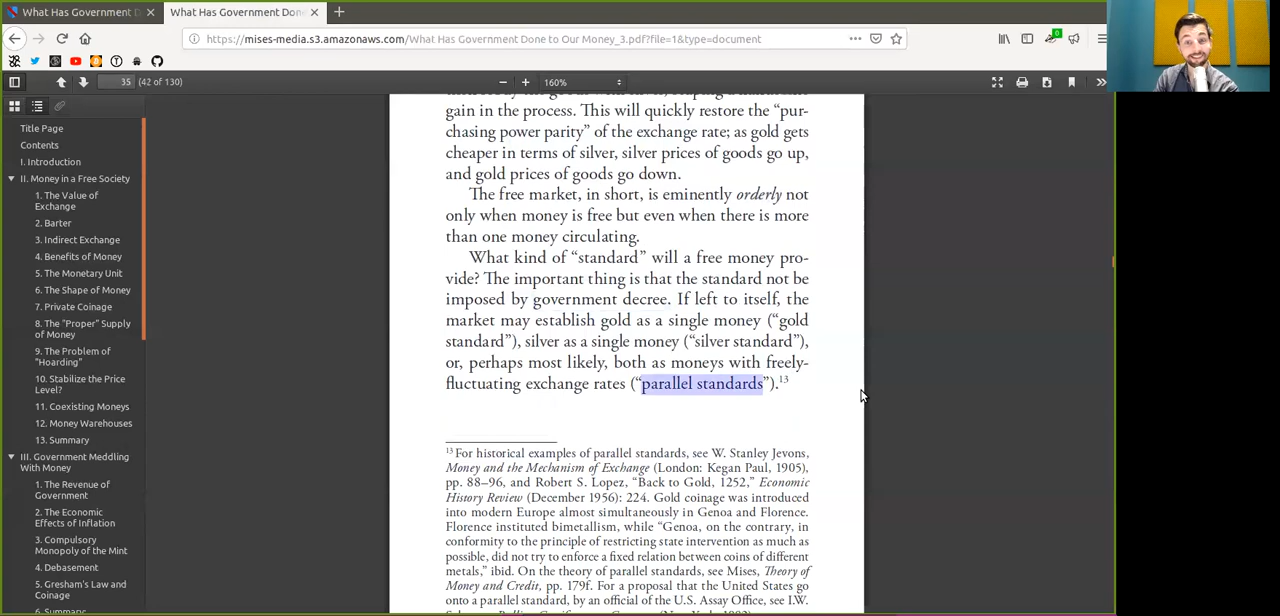 What Has Government D
What Has Government Done
https://mises-media.s3.amazonaws.com/What Has Government Done to Our Money_3.pdf?file=1&type=document
0
35
(42 of 130)
160%
Title Page
Contents
I. Introduction
II. Money in a Free Society
1. The Value of
Exchange
2. Barter
3. Indirect Exchange
4. Benefits of Money
5. The Monetary Unit
6. The Shape of Money
7. Private Coinage
8. The “Proper” Supply
of Money
9. The Problem of
“Hoarding”
10. Stabilize the Price
Level?
11. Coexisting Moneys
12. Money Warehouses
13. Summary
III. Government Meddling
With Money
1. The Revenue of
Government
2. The Economic
Effects of Inflation
3. Compulsory
Monopoly of the Mint
4. Debasement
5. Gresham's Law and
Coinage
6. Summary
gain in the process. This will quickly restore the “pur-
chasing power parity” of the exchange rate; as gold gets
cheaper in terms of silver, silver prices of goods go up,
and gold prices of goods go down.
The free market, in short, is eminently orderly not
only when money is free but even when there is more
than one money circulating.
What kind of “standard” will a free money pro-
vide? The important thing is that the standard not be
imposed by government decree. If left to itself, the
market may establish gold as a single money (“gold
standard”), silver as a single money (“silver standard”),
or, perhaps most likely, both as moneys with freely-
fluctuating exchange rates (“parallel standards”).13
13 For historical examples of parallel standards, see W. Stanley Jevons,
Money and the Mechanism of Exchange (London: Kegan Paul, 1905),
pp. 88–96, and Robert S. Lopez, “Back to Gold, 1252,” Economic
History Review (December 1956): 224. Gold coinage was introduced
into modern Europe almost simultaneously in Genoa and Florence.
Florence instituted bimetallism, while “Genoa, on the contrary, in
conformity to the principle of restricting state intervention as much as
possible, did not try to enforce a fixed relation between coins of different
metals,” ibid. On the theory of parallel standards, see Mises, Theory of
Money and Credit, pp. 179f. For a proposal that the United States go
onto a parallel standard, by an official of the U.S. Assay Office, see I.W.